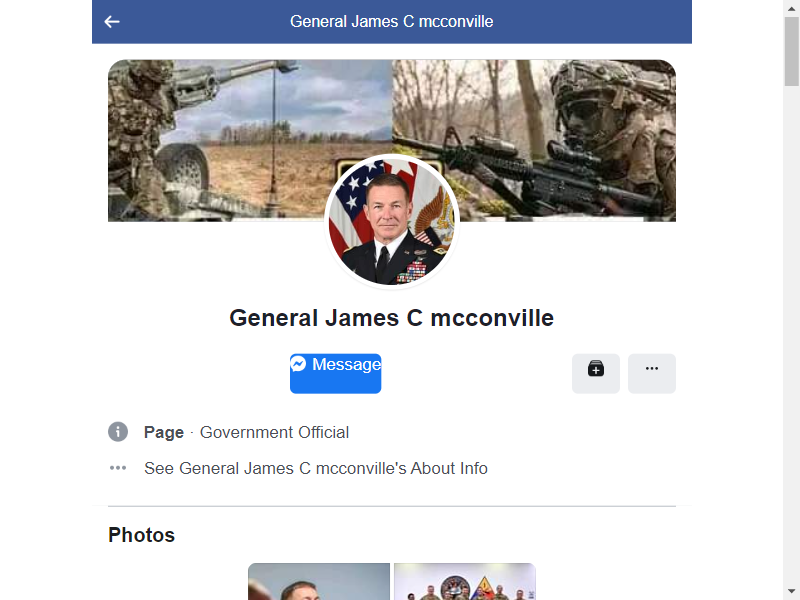 General James C mcconville
General James C mcconville
Message
Page · Government Official
See General James C mcconville's About Info
Photos